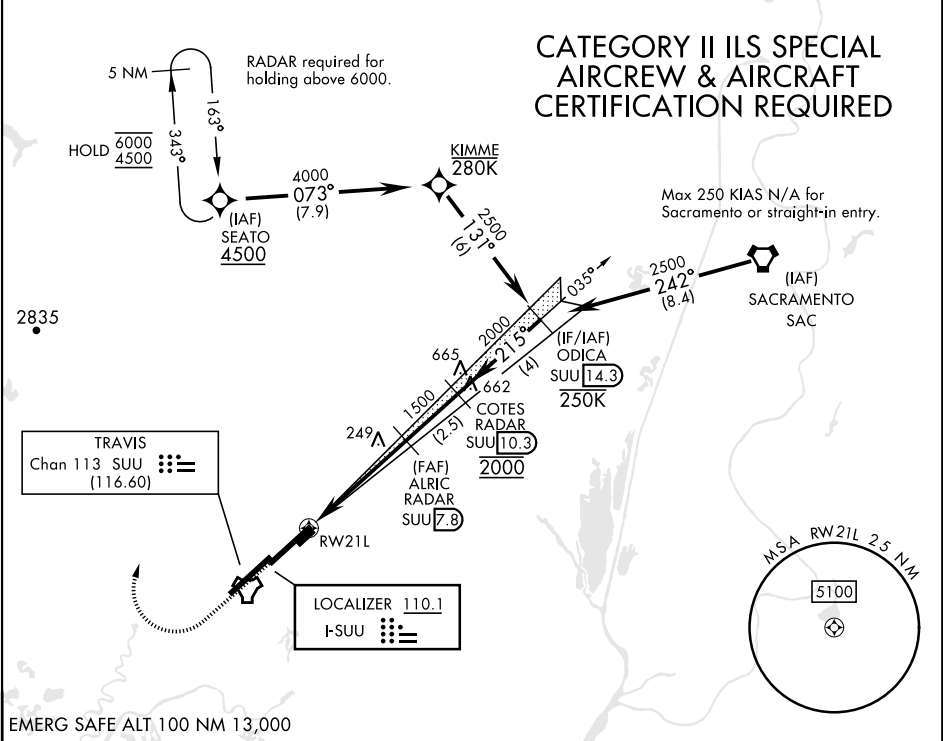 CATEGORY II ILS SPECIAL
AIRCREW & AIRCRAFT
CERTIFICATION REQUIRED
RADAR required for
holding above 6000.
5 NM
163°
343°
HOLD 6000
4500
(IAF)
SEATO
4500
4000
073°
(7.9)
KIMME
280K
2500
131°
(6)
Max 250 KIAS N/A for
Sacramento or straight-in entry.
2500
242°
(8.4)
(IAF)
SACRAMENTO
SAC
035°
2835
2000
215°
(4)
(IF/IAF)
ODICA
SUU 14.3
250K
665
662
COTES
RADAR
SUU 10.3
2000
1500
(2.5)
249
(FAF)
ALRIC
RADAR
SUU 7.8
TRAVIS
Chan 113 SUU
(116.60)
RW21L
LOCALIZER 110.1
I-SUU
MSA RW21L 25 NM
5100
EMERG SAFE ALT 100 NM 13,000